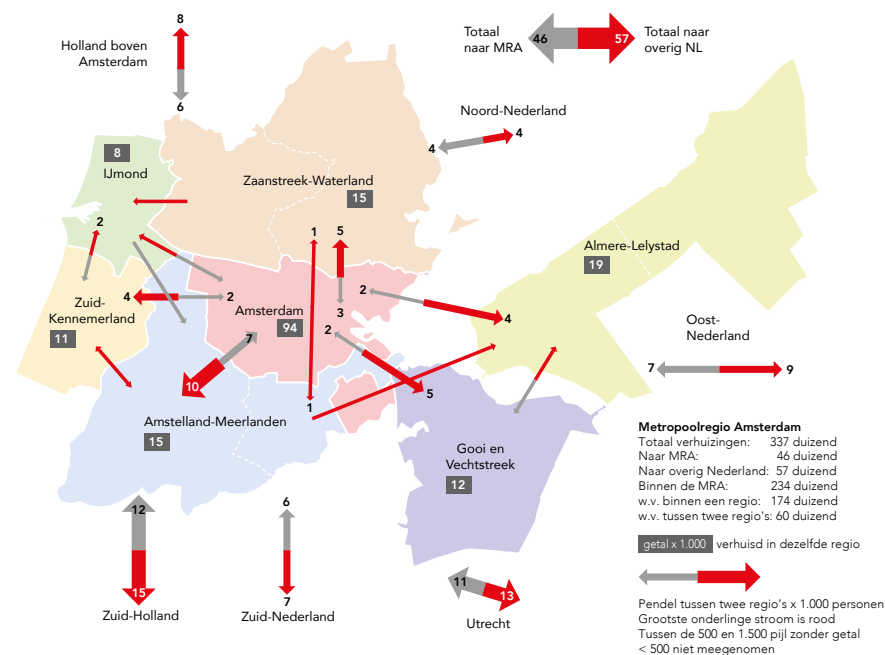 8
Holland boven
Amsterdam
6
Totaal
naar MRA
46
57
Totaal naar
overig NL
Noord-Nederland
4
4
8
IJmond
Zaanstreek-Waterland
15
2
1
5
Almere-Lelystad
19
Zuid-
Kennemerland
11
4
2
Amsterdam
94
2
3
2
4
7
10
Oost-
Nederland
7
9
5
1
Amstelland-Meerlanden
15
Gooi en
Vechtstreek
12
Metropoolregio Amsterdam
Totaal verhuizingen: 337 duizend
Naar MRA: 46 duizend
Naar overig Nederland: 57 duizend
Binnen de MRA: 234 duizend
w.v. binnen een regio: 174 duizend
w.v. tussen twee regio's: 60 duizend
getal x 1.000 verhuisd in dezelfde regio
Pendel tussen twee regio's x 1.000 personen
Grootste onderlinge stroom is rood
Tussen de 500 en 1.500 pijl zonder getal
< 500 niet meegenomen
12
15
Zuid-Holland
6
7
Zuid-Nederland
11
13
Utrecht